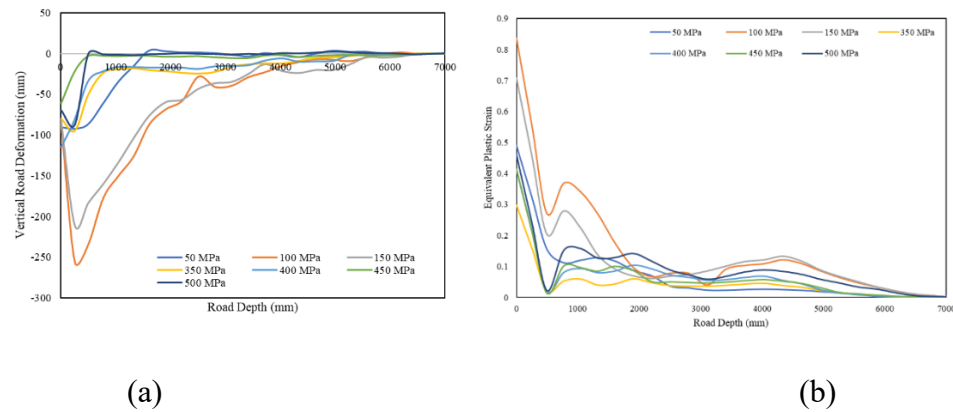 50
0
0
1000
2000
3000
4000
5000
6000
7000
-50
-100
-150
-200
-250
-300
Vertical Road Deformation (mm)
50 MPa
100 MPa
150 MPa
350 MPa
400 MPa
450 MPa
500 MPa
Road Depth (mm)
0.9
0.8
0.7
0.6
0.5
0.4
0.3
0.2
0.1
0
Equivalent Plastic Strain
50 MPa
100 MPa
150 MPa
350 MPa
400 MPa
450 MPa
500 MPa
0
1000
2000
3000
4000
5000
6000
7000
Road Depth (mm)
(a)
(b)